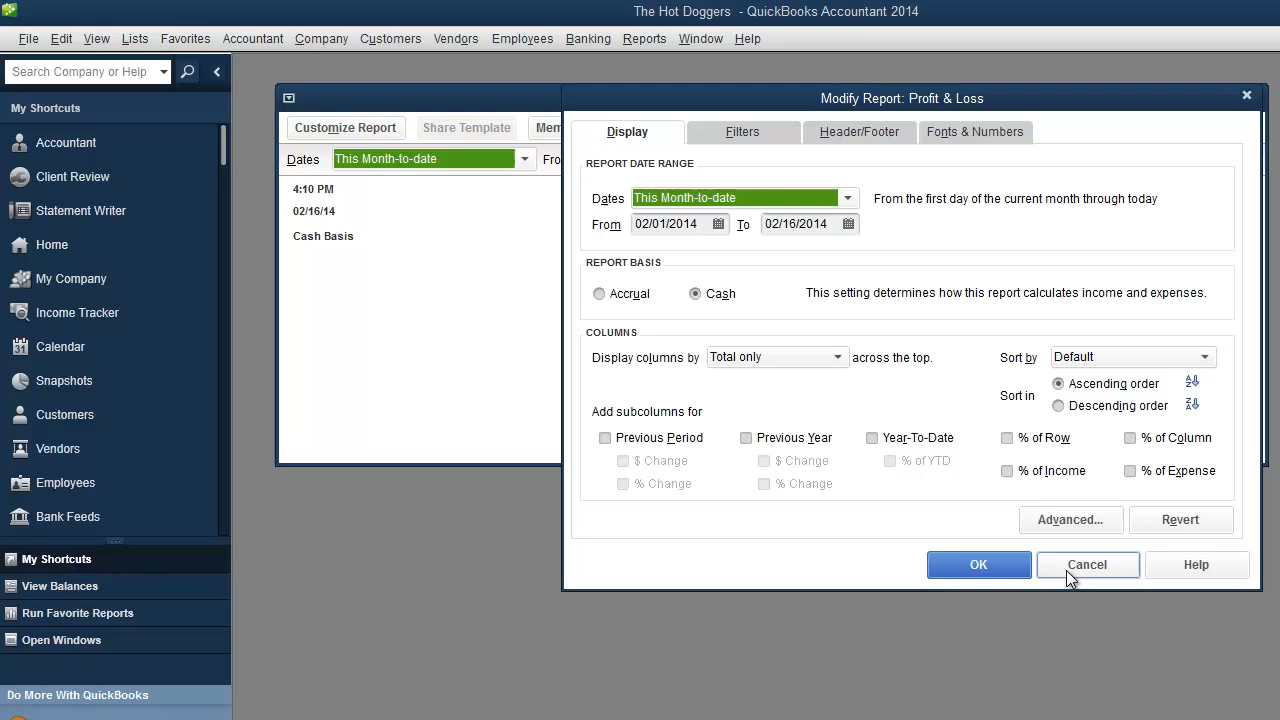 The Hot Doggers - QuickBooks Accountant 2014
File Edit View Lists Favorites Accountant Company Customers Vendors Employees Banking Reports Window Help
Search Company or Help
My Shortcuts
Accountant
Client Review
Statement Writer
Home
My Company
Income Tracker
31 Calendar
Snapshots
Customers
Vendors
Employees
Bank Feeds
My Shortcuts
View Balances
Run Favorite Reports
Open Windows
Do More With QuickBooks
Customize Report Share Template Mem
Dates This Month-to-date Fro
4:10 PM
02/16/14
Cash Basis
Modify Report: Profit & Loss
Display Filters Header/Footer Fonts & Numbers
REPORT DATE RANGE
Dates This Month-to-date From the first day of the current month through today
From 02/01/2014 To 02/16/2014
REPORT BASIS
Accrual Cash This setting determines how this report calculates income and expenses.
COLUMNS
Display columns by Total only across the top. Sort by Default
Sort in Ascending order
Descending order
Add subcolumns for
Previous Period Previous Year Year-To-Date % of Row % of Column
$ Change $ Change % of YTD % of Income % of Expense
% Change % Change
Advanced... Revert
OK Cancel Help